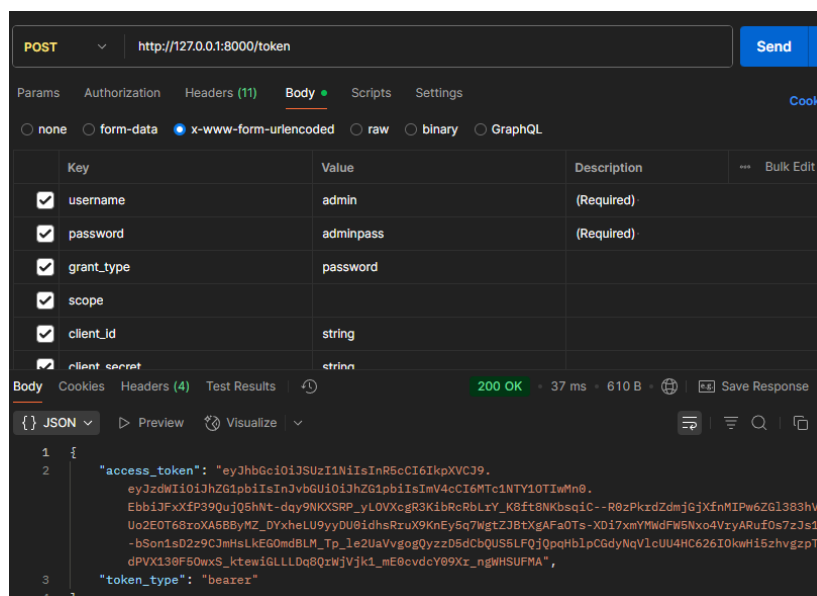 POST http://127.0.0.1:8000/token Send
Params Authorization Headers (11) Body Scripts Settings
Cook
none form-data x-www-form-urlencoded raw binary GraphQL
Key Value Description Bulk Edit
username admin (Required)
password adminpass (Required)
grant_type password
scope
client_id string
client_secret string
Body Cookies Headers (4) Test Results 200 OK 37 ms 610 B Save Response
{} JSON Preview Visualize
1 {
2 "access_token": "eyJhbGciOiJSUzI1NiIsInR5cCI6IkpXVCJ9.
eyJzdWIiOiJhZG1pbiIsInJvbGUiOiJhZG1pbiIsImV4cCI6MTc1NTY1OTIwMn0.
EbbiJFxXfP39QujQ5hNt-dqy9NKXSRP_yLOVXcgR3KibRcRbLrY_K8ft8NKbsqiC--R0zPkrdZdmjGjXfnMIPw6ZGl383hV
Uo2EOT68roXA5BByMZ_DYxheLU9yyDU0idhsRruX9KnEy5q7WgtZJBtXgAFaOTs-XDi7xmYMWdFW5Nxo4VryARufOs7zJs1
-bSon1sD2z9CJmHsLkEGOmdBLM_Tp_le2UaVvgogQyzzD5dCbQUS5LFQjQpqHblpCGdyNqVlcUU4HC626IOkwHi5zhvgzpT
dPVX130F5OwxS_ktewiGLLLDq8QrWjVjk1_mE0cvdcY09Xr_ngWHSUFMA",
3 "token_type": "bearer"